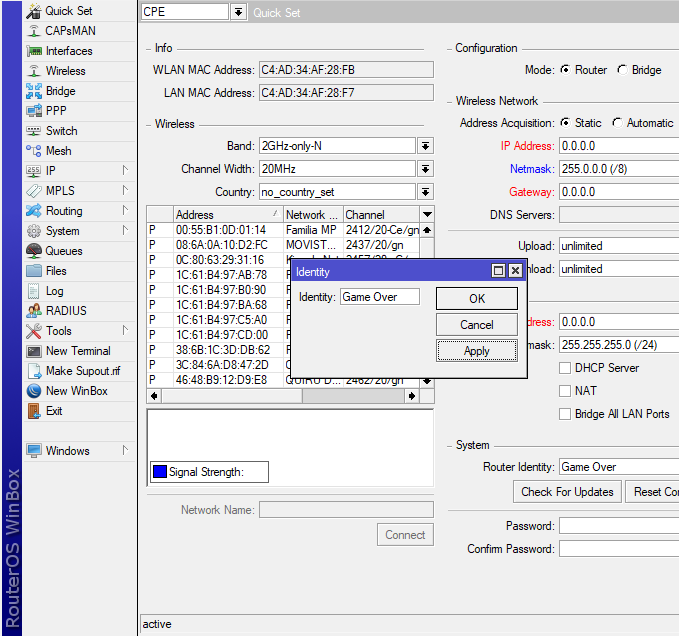 CPE Quick Set
Quick Set
CAPsMAN
Interfaces
Wireless
Bridge
PPP
Switch
Mesh
IP
MPLS
Routing
System
Queues
Files
Log
RADIUS
Tools
New Terminal
Make Supout.rif
New WinBox
Exit
Windows
RouterOS WinBox
Info
WLAN MAC Address: C4:AD:34:AF:28:FB
LAN MAC Address: C4:AD:34:AF:28:F7
Wireless
Band: 2GHz-only-N
Channel Width: 20MHz
Country: no_country_set
Address Network ... Channel
P 00:55:B1:0D:01:14 Familia MP 2412/20-Ce/gn
P 08:6A:0A:10:D2:FC MOVIST... 2437/20/gn
P 0C:80:63:29:31:16
P 1C:61:B4:97:AB:78
P 1C:61:B4:97:B0:90
P 1C:61:B4:97:BA:68
P 1C:61:B4:97:C5:A0
P 1C:61:B4:97:CD:00
P 38:6B:1C:3D:DB:62
P 3C:84:6A:D8:47:2D
P 46:48:B9:12:D9:E8 QUIRU D... 2462/20/gn
Signal Strength:
Network Name:
Connect
Identity
Identity: Game Over
OK
Cancel
Apply
Configuration
Mode: Router Bridge
Wireless Network
Address Acquisition: Static Automatic
IP Address: 0.0.0.0
Netmask: 255.0.0.0 (/8)
Gateway: 0.0.0.0
DNS Servers:
Upload: unlimited
nload: unlimited
dress: 0.0.0.0
mask: 255.255.255.0 (/24)
DHCP Server
NAT
Bridge All LAN Ports
System
Router Identity: Game Over
Check For Updates Reset Co
Password:
Confirm Password:
active